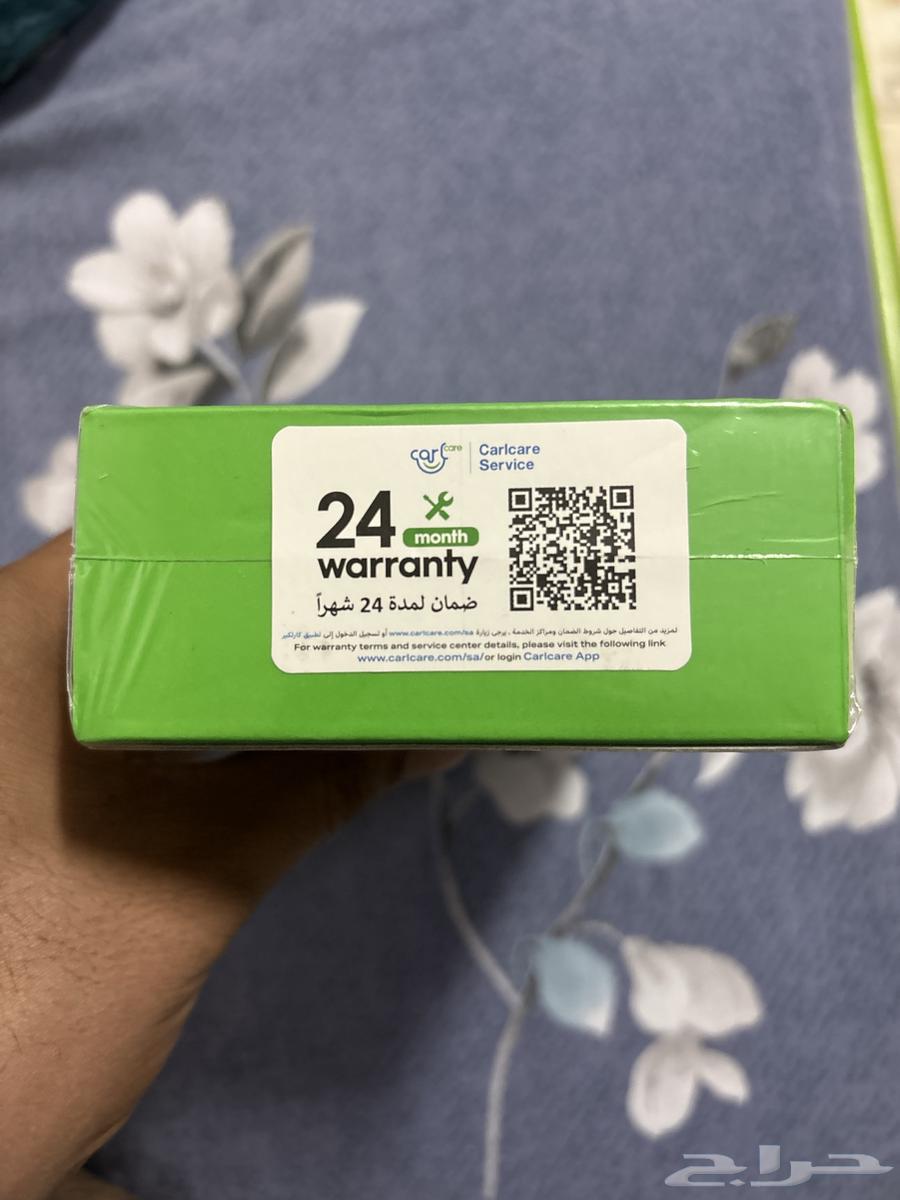 carlcare
Carlcare
Service
24
month
warranty
ضمان لمدة 24 شهراً
لمزيد من التفاصيل حول شروط الضمان ومراكز الخدمة ، يرجى زيارة www.carlcare.com/sa أو تسجيل الدخول إلى تطبيق كارلكير
For warranty terms and service center details, please visit the following link
www.carlcare.com/sa/or login Carlcare App
حراج